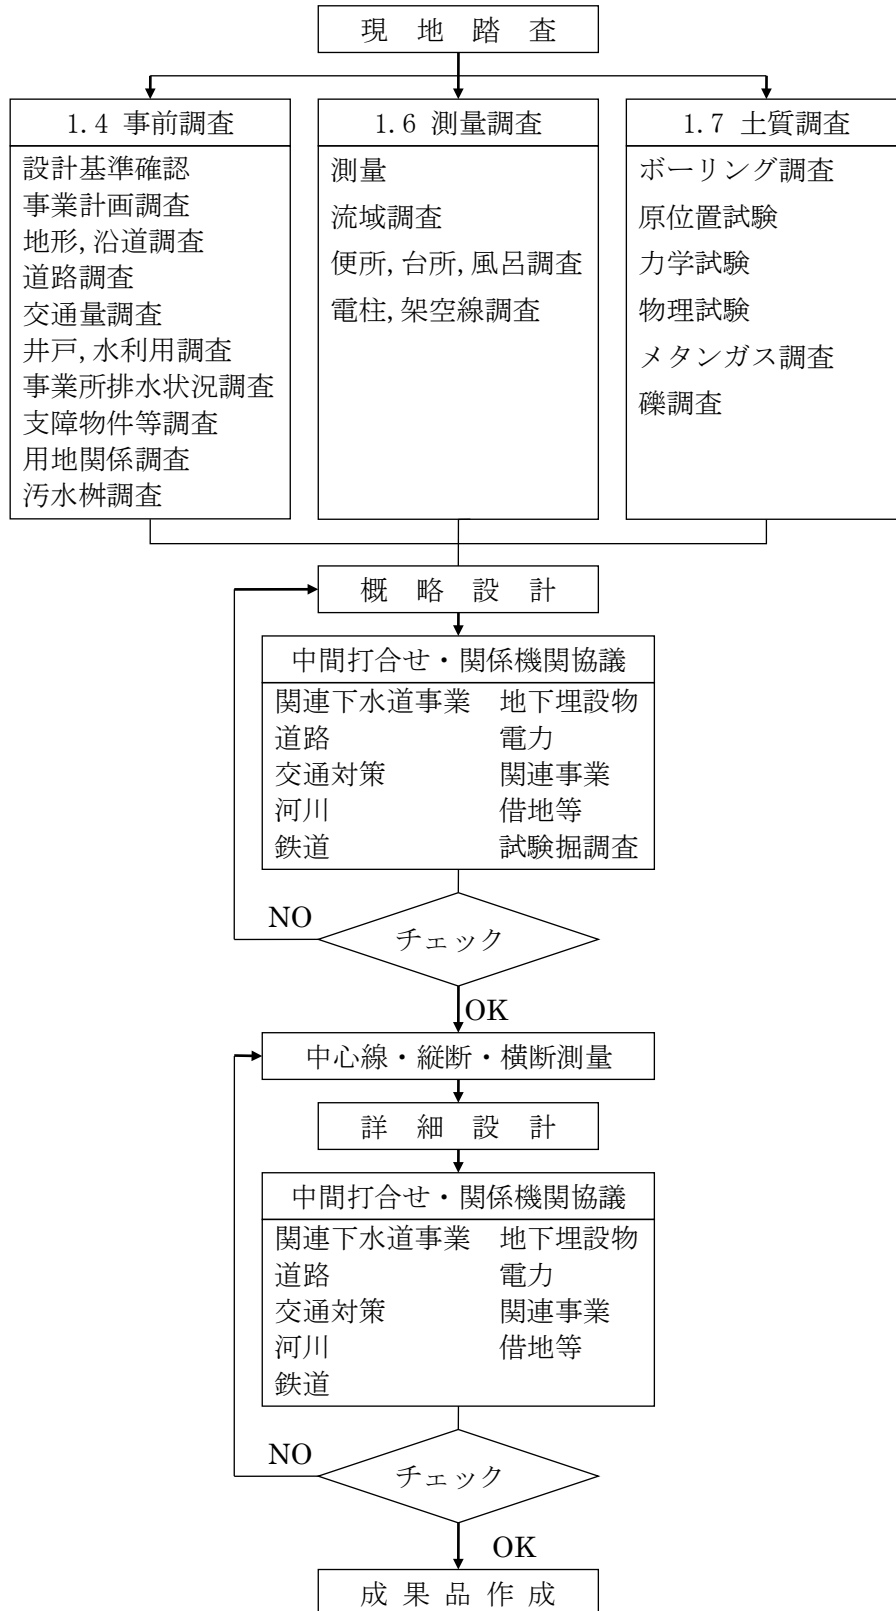 現 地 踏 査
1.4 事前調査
設計基準確認
事業計画調査
地形,沿道調査
道路調査
交通量調査
井戸,水利用調査
事業所排水状況調査
支障物件等調査
用地関係調査
汚水桝調査
1.6 測量調査
測量
流域調査
便所,台所,風呂調査
電柱,架空線調査
1.7 土質調査
ボーリング調査
原位置試験
力学試験
物理試験
メタンガス調査
礫調査
概 略 設 計
中間打合せ・関係機関協議
関連下水道事業 地下埋設物
道路 電力
交通対策 関連事業
河川 借地等
鉄道 試験掘調査
NO
チェック
OK
中心線・縦断・横断測量
詳 細 設 計
中間打合せ・関係機関協議
関連下水道事業 地下埋設物
道路 電力
交通対策 関連事業
河川 借地等
鉄道
NO
チェック
OK
成 果 品 作 成